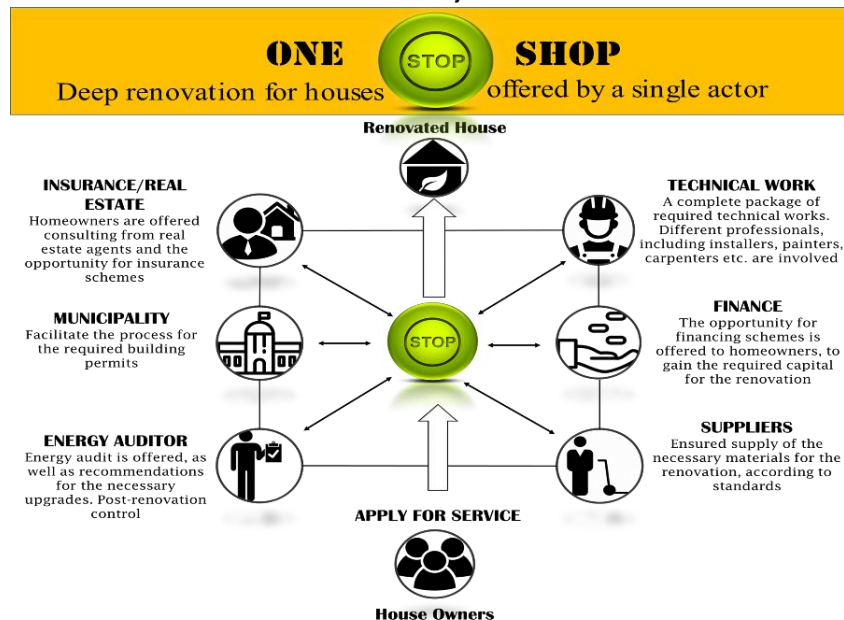 ONE STOP SHOP
Deep renovation for houses offered by a single actor
Renovated House
INSURANCE/REAL
ESTATE
Homeowners are offered
consulting from real
estate agents and the
opportunity for insurance
schemes
TECHNICAL WORK
A complete package of
required technical works.
Different professionals,
including installers, painters,
carpenters etc. are involved
MUNICIPALITY
Facilitate the process for
the required building
permits
STOP
FINANCE
The opportunity for
financing schemes is
offered to homeowners, to
gain the required capital
for the renovation
ENERGY AUDITOR
Energy audit is offered, as
well as recommendations
for the necessary
upgrades. Post-renovation
control
SUPPLIERS
Ensured supply of the
necessary materials for the
renovation, according to
standards
APPLY FOR SERVICE
House Owners